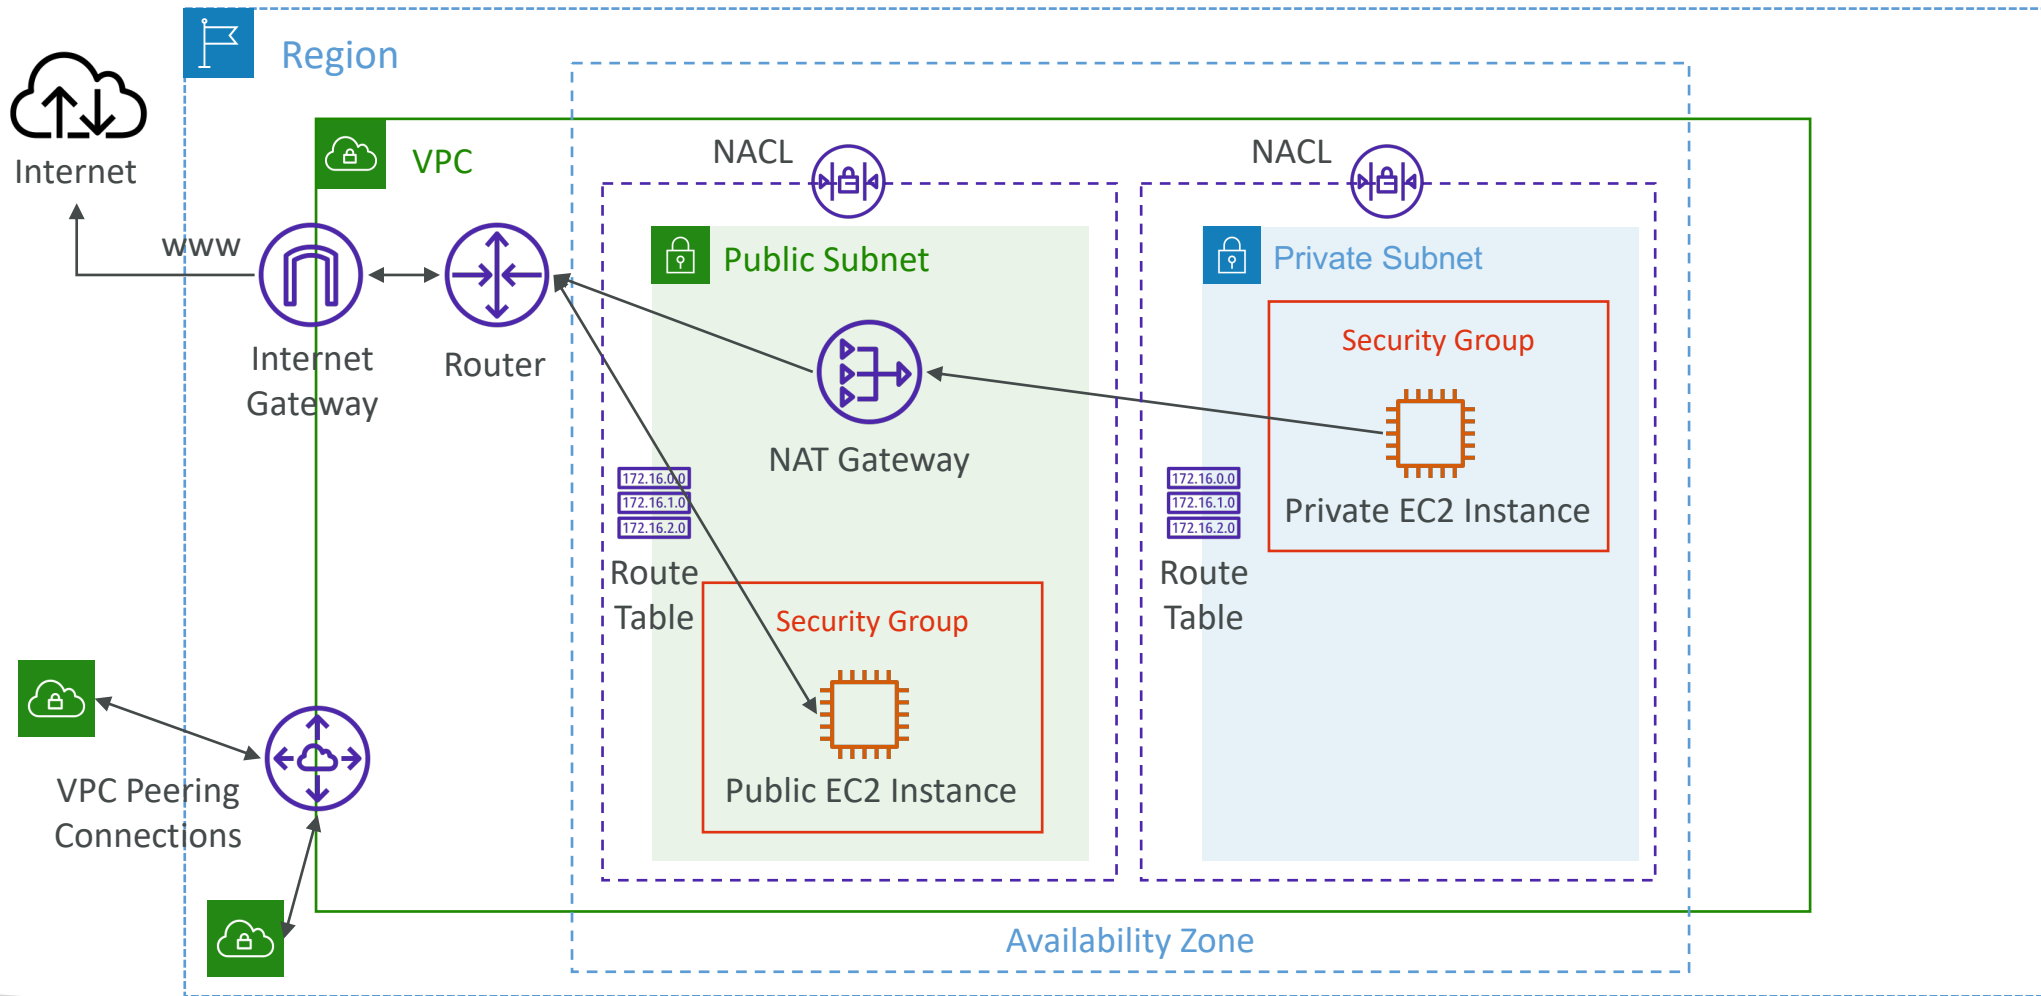 Region
Internet
VPC
NACL
NACL
www
Public Subnet
Private Subnet
Security Group
Internet
Gateway
Router
NAT Gateway
172.16.0.0
172.16.1.0
172.16.2.0
Route
Table
172.16.0.0
172.16.1.0
172.16.2.0
Route
Table
Private EC2 Instance
Security Group
Public EC2 Instance
VPC Peering
Connections
Availability Zone